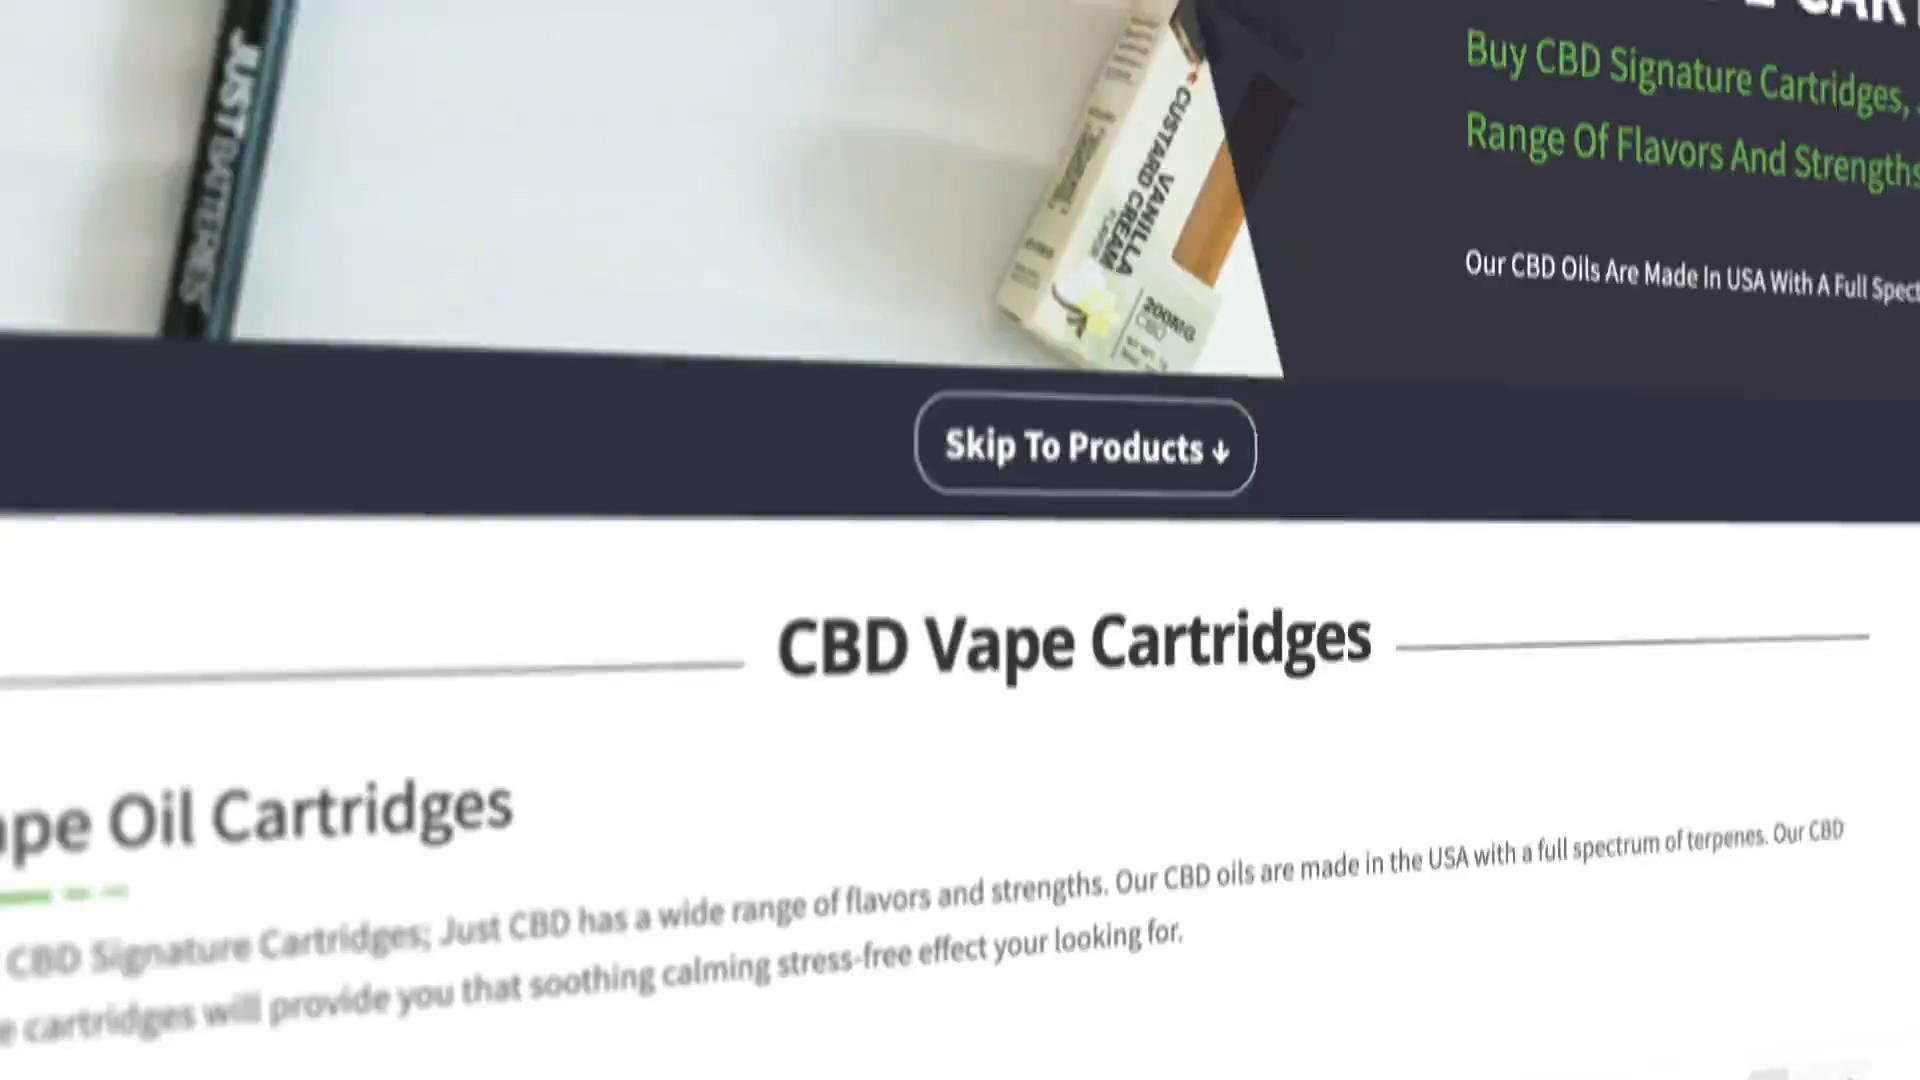 JUST BATTERIES
VANILLA
CUSTARD CREAM
FLAVOR
200MG
CBD
Buy CBD Signature Cartridges,
Range Of Flavors And Strengths
Our CBD Oils Are Made In USA With A Full Spect
Skip To Products ↓
CBD Vape Cartridges
ape Oil Cartridges
CBD Signature Cartridges; Just CBD has a wide range of flavors and strengths. Our CBD oils are made in the USA with a full spectrum of terpenes. Our CBD
e cartridges will provide you that soothing calming stress-free effect your looking for.